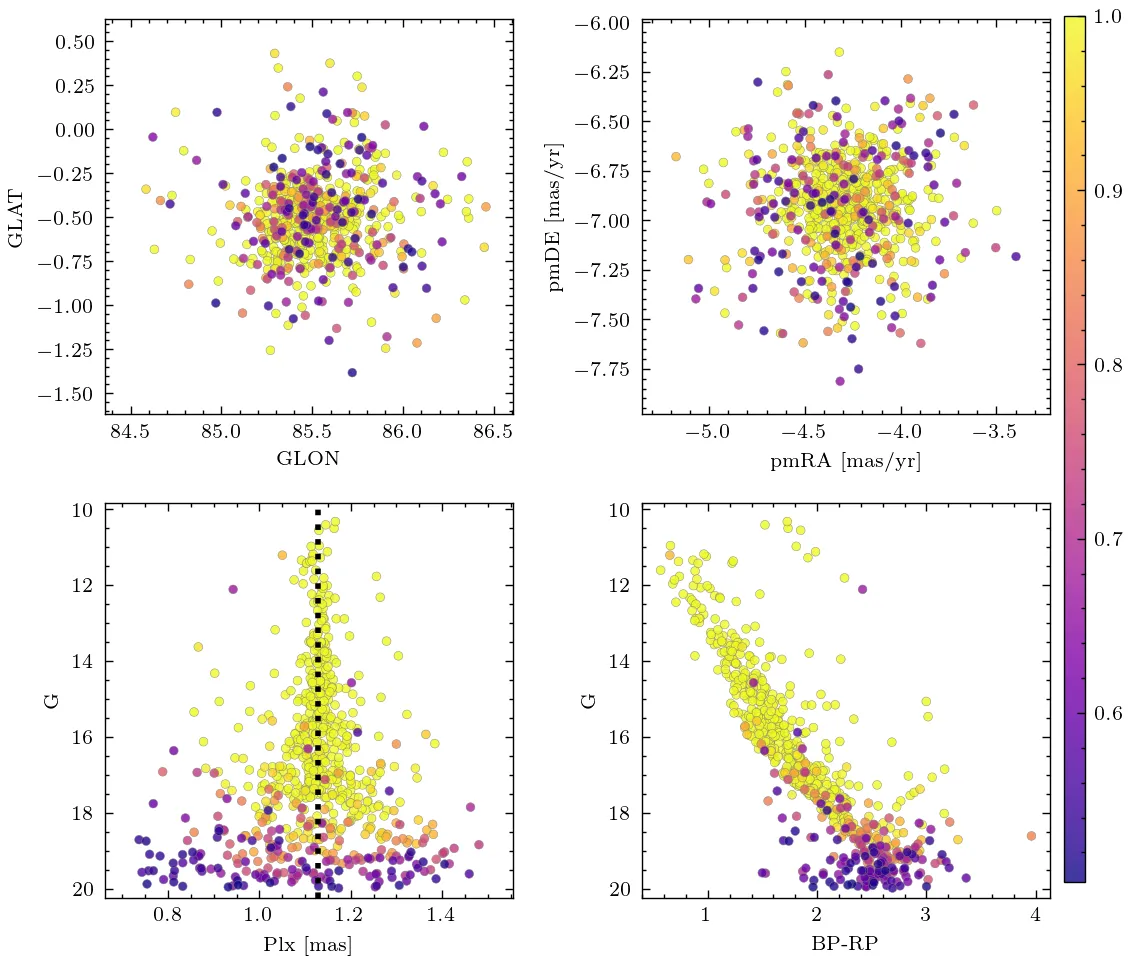 0.50
0.25
0.00
−0.25
−0.50
−0.75
−1.00
−1.25
−1.50
GLAT
84.5 85.0 85.5 86.0 86.5
GLON
−6.00
−6.25
−6.50
−6.75
−7.00
−7.25
−7.50
−7.75
pmDE [mas/yr]
−5.0 −4.5 −4.0 −3.5
pmRA [mas/yr]
10
12
14
16
18
20
G
0.8 1.0 1.2 1.4
Plx [mas]
10
12
14
16
18
20
G
1 2 3 4
BP-RP
1.0
0.9
0.8
0.7
0.6